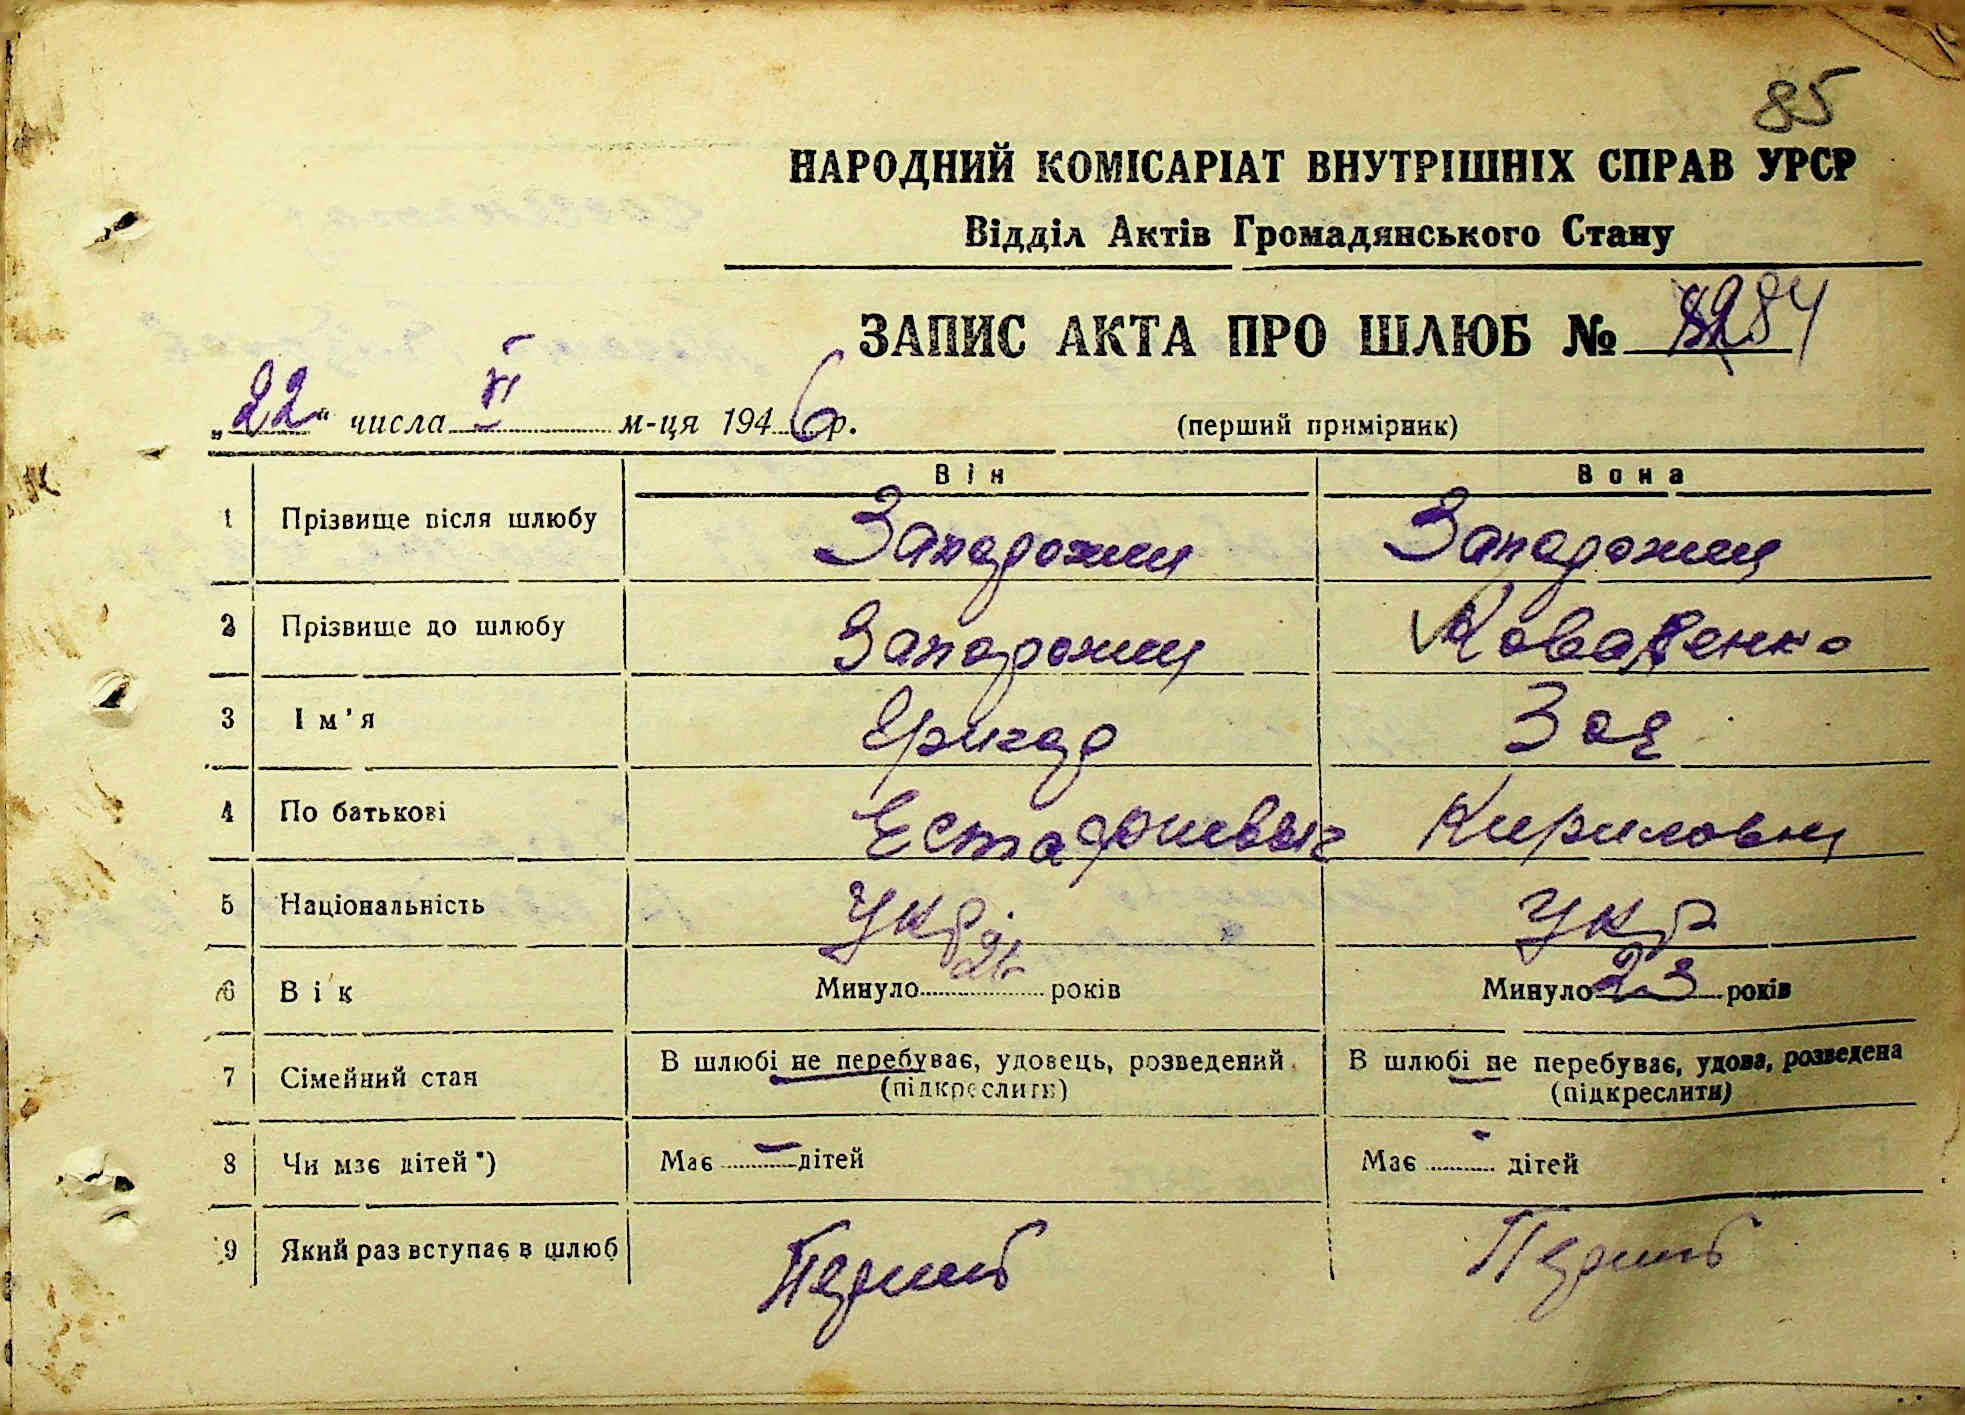 85
НАРОДНИЙ КОМІСАРІАТ ВНУТРІШНІХ СПРАВ УРСР
Відділ Актів Громадянського Стану
ЗАПИС АКТА ПРО ШЛЮБ № 84
„22“ числа VI м-ця 1946 р. (перший примірник)
Він Вона
1 Прізвище після шлюбу Запорожец Запорожец
2 Прізвище до шлюбу Запорожец Коваленко
3 Ім'я Зоя
4 По батькові Кириловна
5 Національність Укр. Укр
6 Вік Минуло років Минуло 23 років
7 Сімейний стан В шлюбі не перебуває, удовець, розведений (підкреслити) В шлюбі не перебуває, удова, розведена (підкреслити)
8 Чи має дітей*) Має - дітей Має - дітей
9 Який раз вступає в шлюб Первый Первый